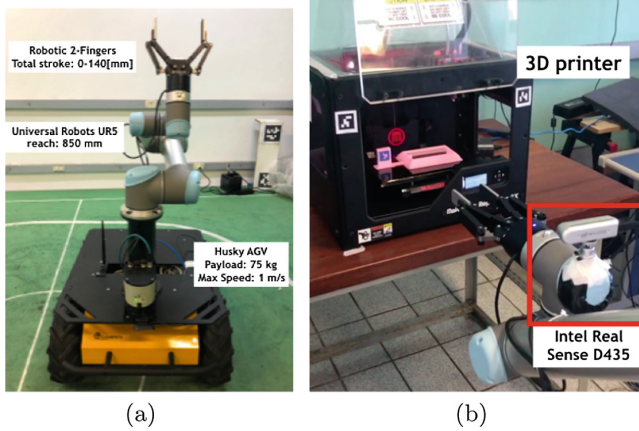 Robotic 2-Fingers
Total stroke: 0-140[mm]
Universal Robots UR5
reach: 850 mm
Husky AGV
Payload: 75 kg
Max Speed: 1 m/s
(a)
3D printer
Intel Real
Sense D435
(b)